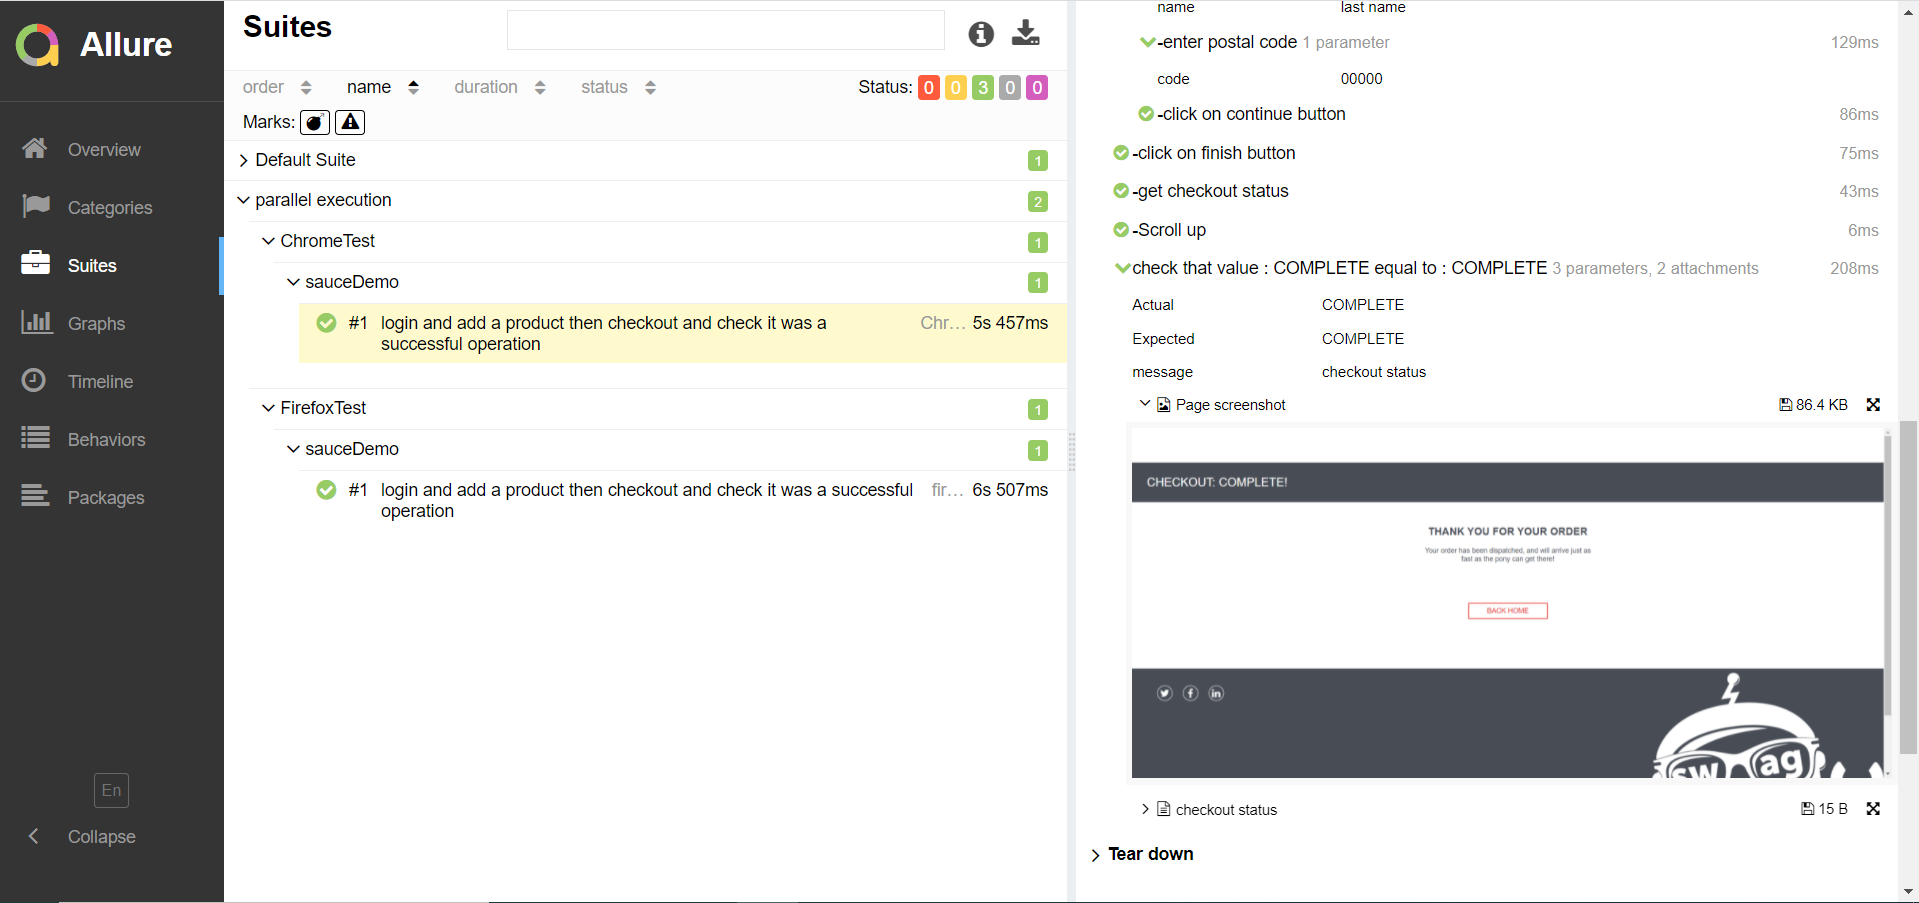 Allure
Overview
Categories
Suites
Graphs
Timeline
Behaviors
Packages
En
Collapse
Suites
order name duration status Status: 0 0 3 0 0
Marks:
Default Suite 1
parallel execution 2
ChromeTest 1
sauceDemo 1
#1 login and add a product then checkout and check it was a Chr... 5s 457ms
successful operation
FirefoxTest 1
sauceDemo 1
#1 login and add a product then checkout and check it was a successful fir... 6s 507ms
operation
name last name
-enter postal code 1 parameter 129ms
code 00000
-click on continue button 86ms
-click on finish button 75ms
-get checkout status 43ms
-Scroll up 6ms
check that value : COMPLETE equal to : COMPLETE 3 parameters, 2 attachments 208ms
Actual COMPLETE
Expected COMPLETE
message checkout status
Page screenshot 86.4 KB
CHECKOUT: COMPLETE!
THANK YOU FOR YOUR ORDER
Your order has been dispatched, and will arrive just as
fast as the pony can get there!
BACK HOME
swag
checkout status 15 B
Tear down